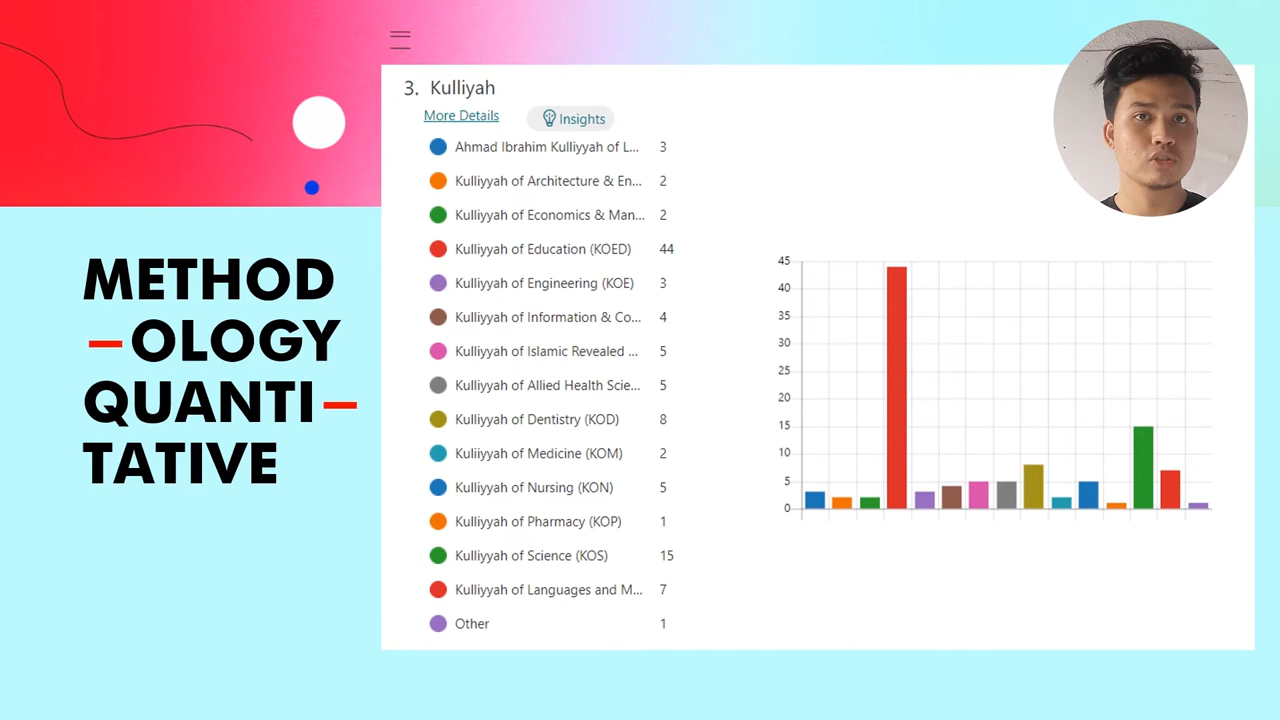 METHOD
—OLOGY
QUANTI—
TATIVE
3. Kulliyah
More Details
Insights
Ahmad Ibrahim Kulliyyah of L... 3
Kulliyyah of Architecture & En... 2
Kulliyyah of Economics & Man... 2
Kulliyyah of Education (KOED) 44
Kulliyyah of Engineering (KOE) 3
Kulliyyah of Information & Co... 4
Kulliyyah of Islamic Revealed ... 5
Kulliyyah of Allied Health Scie... 5
Kulliyyah of Dentistry (KOD) 8
Kuliiyyah of Medicine (KOM) 2
Kulliyyah of Nursing (KON) 5
Kulliyyah of Pharmacy (KOP) 1
Kulliyyah of Science (KOS) 15
Kulliyyah of Languages and M... 7
Other 1
45
40
35
30
25
20
15
10
5
0